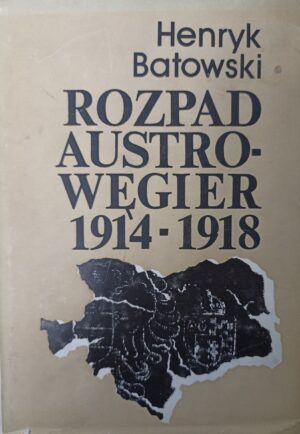 Henryk
Batowski
ROZPAD
AUSTRO-
WĘGIER
1914-1918